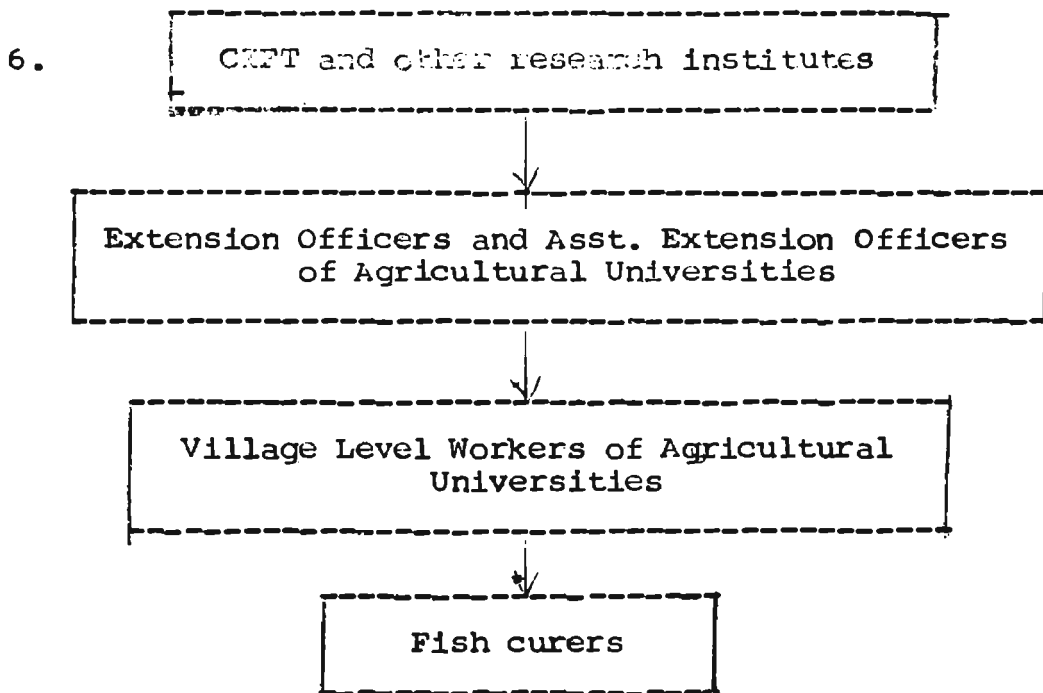 6.
CIFT and other research institutes
Extension Officers and Asst. Extension Officers
of Agricultural Universities
Village Level Workers of Agricultural
Universities
Fish curers